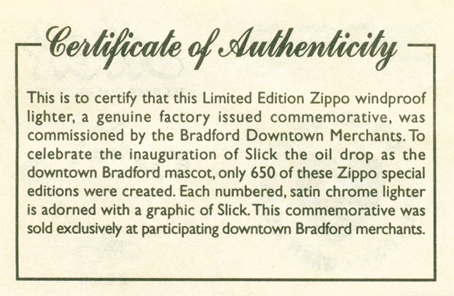 Certificate of Authenticity
This is to certify that this Limited Edition Zippo windproof
lighter, a genuine factory issued commemorative, was
commissioned by the Bradford Downtown Merchants. To
celebrate the inauguration of Slick the oil drop as the
downtown Bradford mascot, only 650 of these Zippo special
editions were created. Each numbered, satin chrome lighter
is adorned with a graphic of Slick. This commemorative was
sold exclusively at participating downtown Bradford merchants.